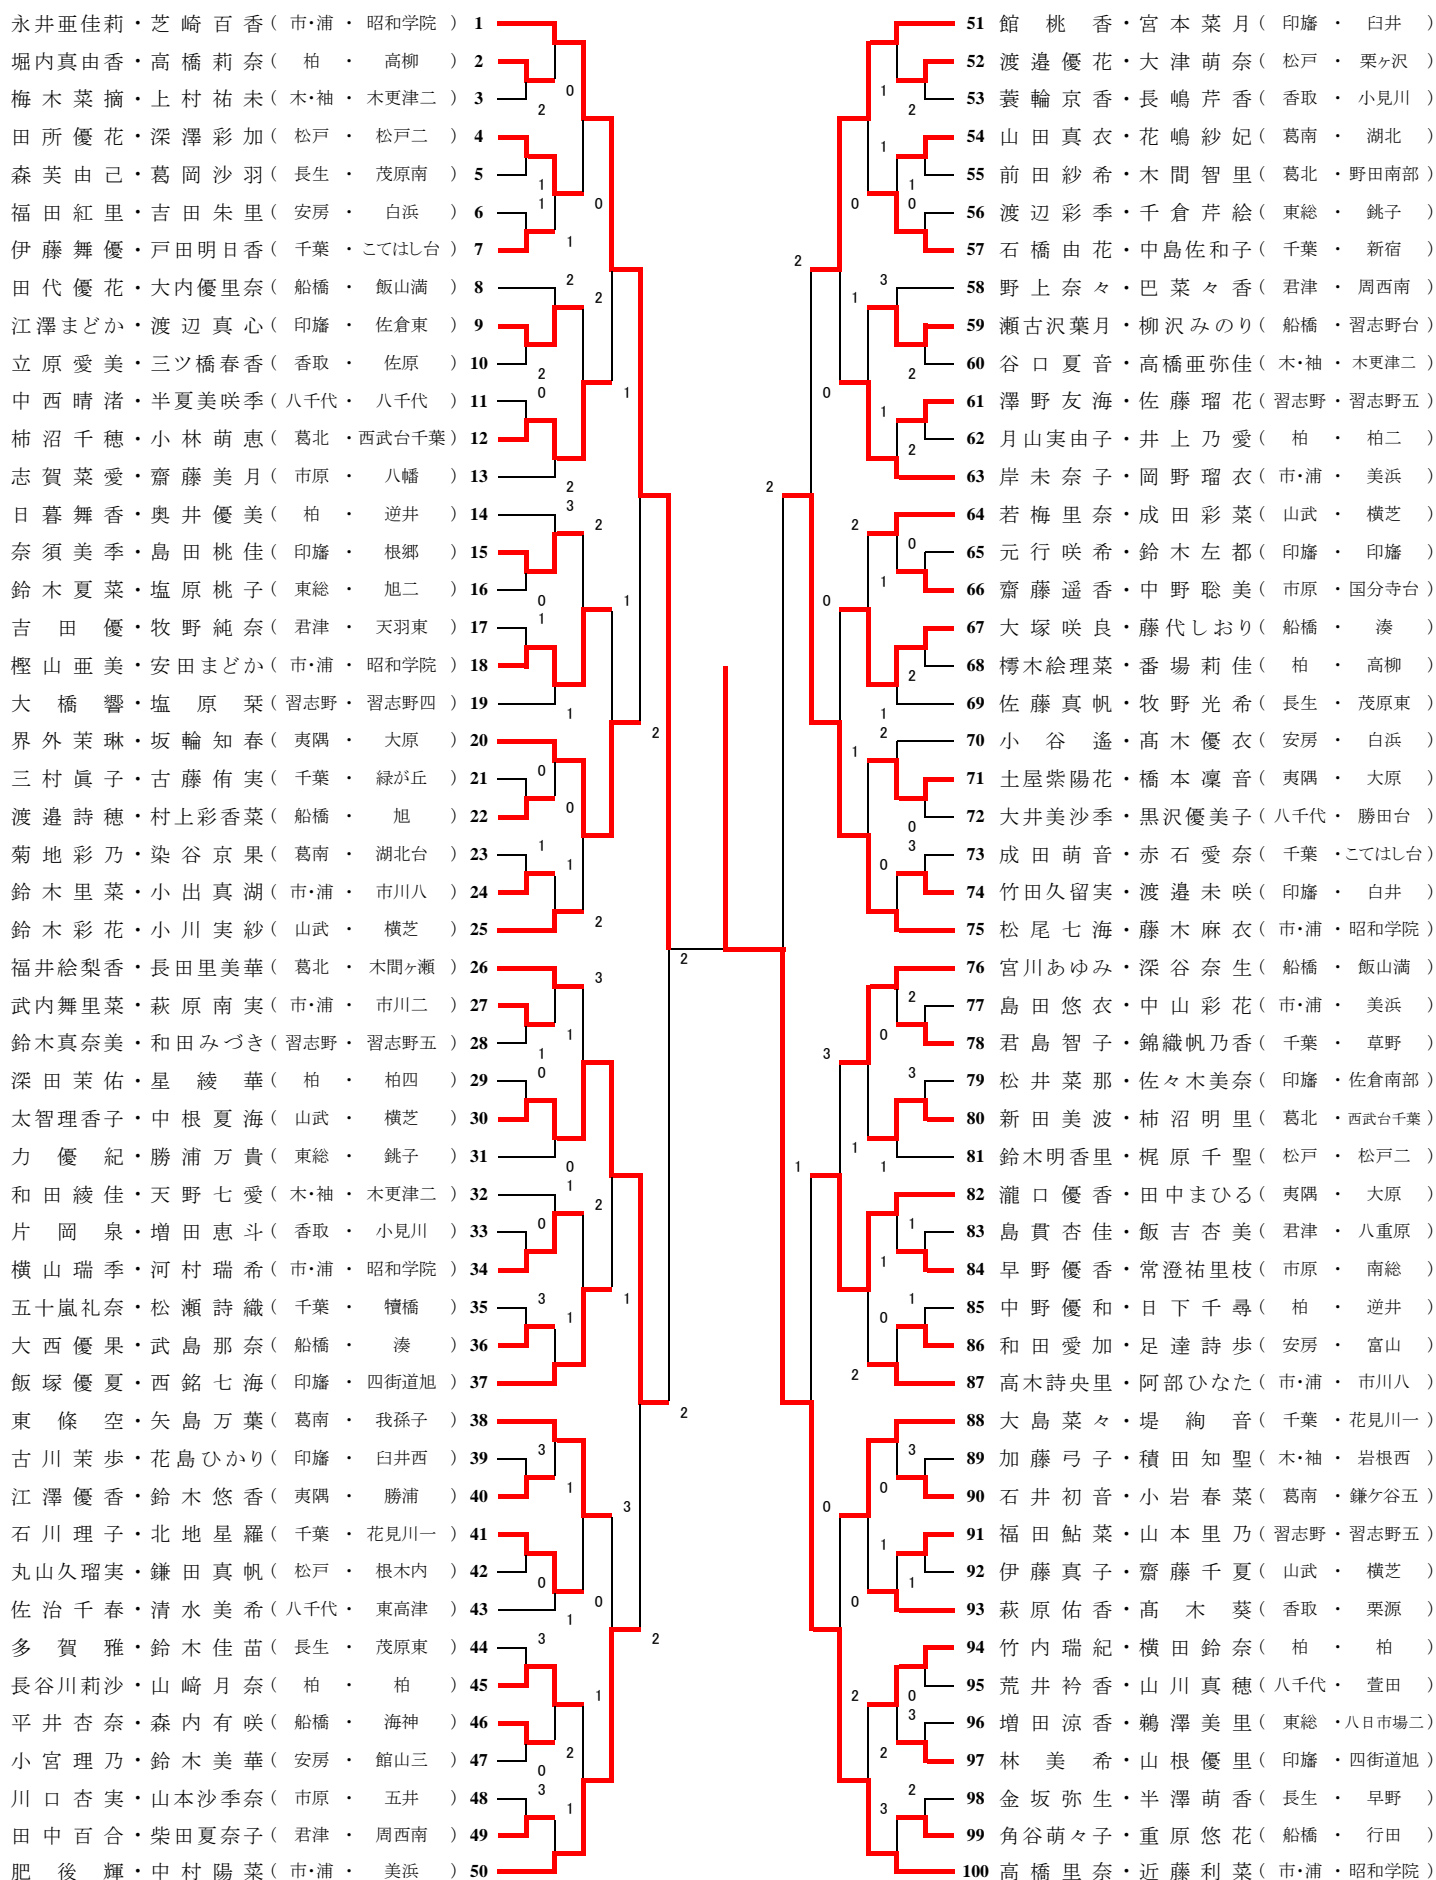 永井亜佳莉・芝崎百香（ 市・浦 ・ 昭和学院 ） 1
堀内真由香・高橋莉奈（ 柏 ・ 高柳 ） 2
梅木菜摘・上村祐未（ 木・袖 ・ 木更津二 ） 3
田所優花・深澤彩加（ 松戸 ・ 松戸二 ） 4
森芙由己・葛岡沙羽（ 長生 ・ 茂原南 ） 5
福田紅里・吉田朱里（ 安房 ・ 白浜 ） 6
伊藤舞優・戸田明日香（ 千葉 ・ こてはし台 ） 7
田代優花・大内優里奈（ 船橋 ・ 飯山満 ） 8
江澤まどか・渡辺真心（ 印旛 ・ 佐倉東 ） 9
立原愛美・三ツ橋春香（ 香取 ・ 佐原 ） 10
中西晴渚・半夏美咲季（ 八千代 ・ 八千代 ） 11
柿沼千穂・小林萌恵（ 葛北 ・ 西武台千葉 ） 12
志賀菜愛・齋藤美月（ 市原 ・ 八幡 ） 13
日暮舞香・奥井優美（ 柏 ・ 逆井 ） 14
奈須美季・島田桃佳（ 印旛 ・ 根郷 ） 15
鈴木夏菜・塩原桃子（ 東総 ・ 旭二 ） 16
吉田優・牧野純奈（ 君津 ・ 天羽東 ） 17
樫山亜美・安田まどか（ 市・浦 ・ 昭和学院 ） 18
大橋響・塩原栞（ 習志野 ・ 習志野四 ） 19
界外茉琳・坂輪知春（ 夷隅 ・ 大原 ） 20
三村眞子・古藤侑実（ 千葉 ・ 緑が丘 ） 21
渡邉詩穂・村上彩香菜（ 船橋 ・ 旭 ） 22
菊地彩乃・染谷京果（ 葛南 ・ 湖北台 ） 23
鈴木里菜・小出真湖（ 市・浦 ・ 市川八 ） 24
鈴木彩花・小川実紗（ 山武 ・ 横芝 ） 25
福井絵梨香・長田里美華（ 葛北 ・ 木間ヶ瀬 ） 26
武内舞里菜・萩原南実（ 市・浦 ・ 市川二 ） 27
鈴木真奈美・和田みづき（ 習志野 ・ 習志野五 ） 28
深田茉佑・星綾華（ 柏 ・ 柏四 ） 29
太智理香子・中根夏海（ 山武 ・ 横芝 ） 30
力優紀・勝浦万貴（ 東総 ・ 銚子 ） 31
和田綾佳・天野七愛（ 木・袖 ・ 木更津二 ） 32
片岡泉・増田恵斗（ 香取 ・ 小見川 ） 33
横山瑞季・河村瑞希（ 市・浦 ・ 昭和学院 ） 34
五十嵐礼奈・松瀬詩織（ 千葉 ・ 犢橋 ） 35
大西優果・武島那奈（ 船橋 ・ 湊 ） 36
飯塚優夏・西銘七海（ 印旛 ・ 四街道旭 ） 37
東條空・矢島万葉（ 葛南 ・ 我孫子 ） 38
古川茉歩・花島ひかり（ 印旛 ・ 臼井西 ） 39
江澤優香・鈴木悠香（ 夷隅 ・ 勝浦 ） 40
石川理子・北地星羅（ 千葉 ・ 花見川一 ） 41
丸山久瑠実・鎌田真帆（ 松戸 ・ 根木内 ） 42
佐治千春・清水美希（ 八千代 ・ 東高津 ） 43
多賀雅・鈴木佳苗（ 長生 ・ 茂原東 ） 44
長谷川莉沙・山﨑月奈（ 柏 ・ 柏 ） 45
平井杏奈・森内有咲（ 船橋 ・ 海神 ） 46
小宮理乃・鈴木美華（ 安房 ・ 館山三 ） 47
川口杏実・山本沙季奈（ 市原 ・ 五井 ） 48
田中百合・柴田夏奈子（ 君津 ・ 周西南 ） 49
肥後輝・中村陽菜（ 市・浦 ・ 美浜 ） 50
51 館桃香・宮本菜月（ 印旛 ・ 臼井 ）
52 渡邉優花・大津萌奈（ 松戸 ・ 栗ヶ沢 ）
53 蓑輪京香・長嶋芹香（ 香取 ・ 小見川 ）
54 山田真衣・花嶋紗妃（ 葛南 ・ 湖北 ）
55 前田紗希・木間智里（ 葛北 ・ 野田南部 ）
56 渡辺彩季・千倉芹絵（ 東総 ・ 銚子 ）
57 石橋由花・中島佐和子（ 千葉 ・ 新宿 ）
58 野上奈々・巴菜々香（ 君津 ・ 周西南 ）
59 瀬古沢葉月・柳沢みのり（ 船橋 ・ 習志野台 ）
60 谷口夏音・高橋亜弥佳（ 木・袖 ・ 木更津二 ）
61 澤野友海・佐藤瑠花（ 習志野 ・ 習志野五 ）
62 月山実由子・井上乃愛（ 柏 ・ 柏二 ）
63 岸未奈子・岡野瑠衣（ 市・浦 ・ 美浜 ）
64 若梅里奈・成田彩菜（ 山武 ・ 横芝 ）
65 元行咲希・鈴木左都（ 印旛 ・ 印旛 ）
66 齋藤遥香・中野聡美（ 市原 ・ 国分寺台 ）
67 大塚咲良・藤代しおり（ 船橋 ・ 湊 ）
68 樗木絵理菜・番場莉佳（ 柏 ・ 高柳 ）
69 佐藤真帆・牧野光希（ 長生 ・ 茂原東 ）
70 小谷遙・髙木優衣（ 安房 ・ 白浜 ）
71 土屋紫陽花・橋本凜音（ 夷隅 ・ 大原 ）
72 大井美沙季・黒沢優美子（ 八千代 ・ 勝田台 ）
73 成田萌音・赤石愛奈（ 千葉 ・ こてはし台 ）
74 竹田久留実・渡邉未咲（ 印旛 ・ 白井 ）
75 松尾七海・藤木麻衣（ 市・浦 ・ 昭和学院 ）
76 宮川あゆみ・深谷奈生（ 船橋 ・ 飯山満 ）
77 島田悠衣・中山彩花（ 市・浦 ・ 美浜 ）
78 君島智子・錦織帆乃香（ 千葉 ・ 草野 ）
79 松井菜那・佐々木美奈（ 印旛 ・ 佐倉南部 ）
80 新田美波・柿沼明里（ 葛北 ・ 西武台千葉 ）
81 鈴木明香里・梶原千聖（ 松戸 ・ 松戸二 ）
82 瀧口優香・田中まひる（ 夷隅 ・ 大原 ）
83 島貫杏佳・飯吉杏美（ 君津 ・ 八重原 ）
84 早野優香・常澄祐里枝（ 市原 ・ 南総 ）
85 中野優和・日下千尋（ 柏 ・ 逆井 ）
86 和田愛加・足達詩歩（ 安房 ・ 富山 ）
87 高木詩央里・阿部ひなた（ 市・浦 ・ 市川八 ）
88 大島菜々・堤絢音（ 千葉 ・ 花見川一 ）
89 加藤弓子・積田知聖（ 木・袖 ・ 岩根西 ）
90 石井初音・小岩春菜（ 葛南 ・ 鎌ケ谷五 ）
91 福田鮎菜・山本里乃（ 習志野 ・ 習志野五 ）
92 伊藤真子・齋藤千夏（ 山武 ・ 横芝 ）
93 萩原佑香・髙木葵（ 香取 ・ 栗源 ）
94 竹内瑞紀・横田鈴奈（ 柏 ・ 柏 ）
95 荒井衿香・山川真穂（ 八千代 ・ 萱田 ）
96 増田涼香・鵜澤美里（ 東総 ・ 八日市場二 ）
97 林美希・山根優里（ 印旛 ・ 四街道旭 ）
98 金坂弥生・半澤萌香（ 長生 ・ 早野 ）
99 角谷萌々子・重原悠花（ 船橋 ・ 行田 ）
100 高橋里奈・近藤利菜（ 市・浦 ・ 昭和学院 ）